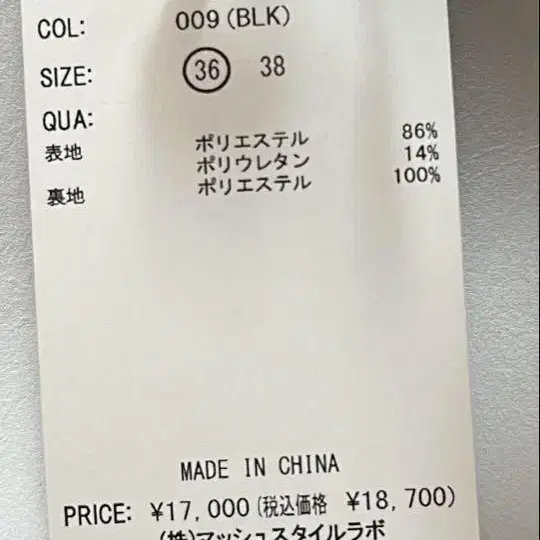 COL: 009(BLK)
SIZE: 36 38
QUA:
表地 ポリエステル 86%
ポリウレタン 14%
裏地 ポリエステル 100%
MADE IN CHINA
PRICE: ¥17,000(税込価格 ¥18,700)
(株)マッシュスタイルラボ